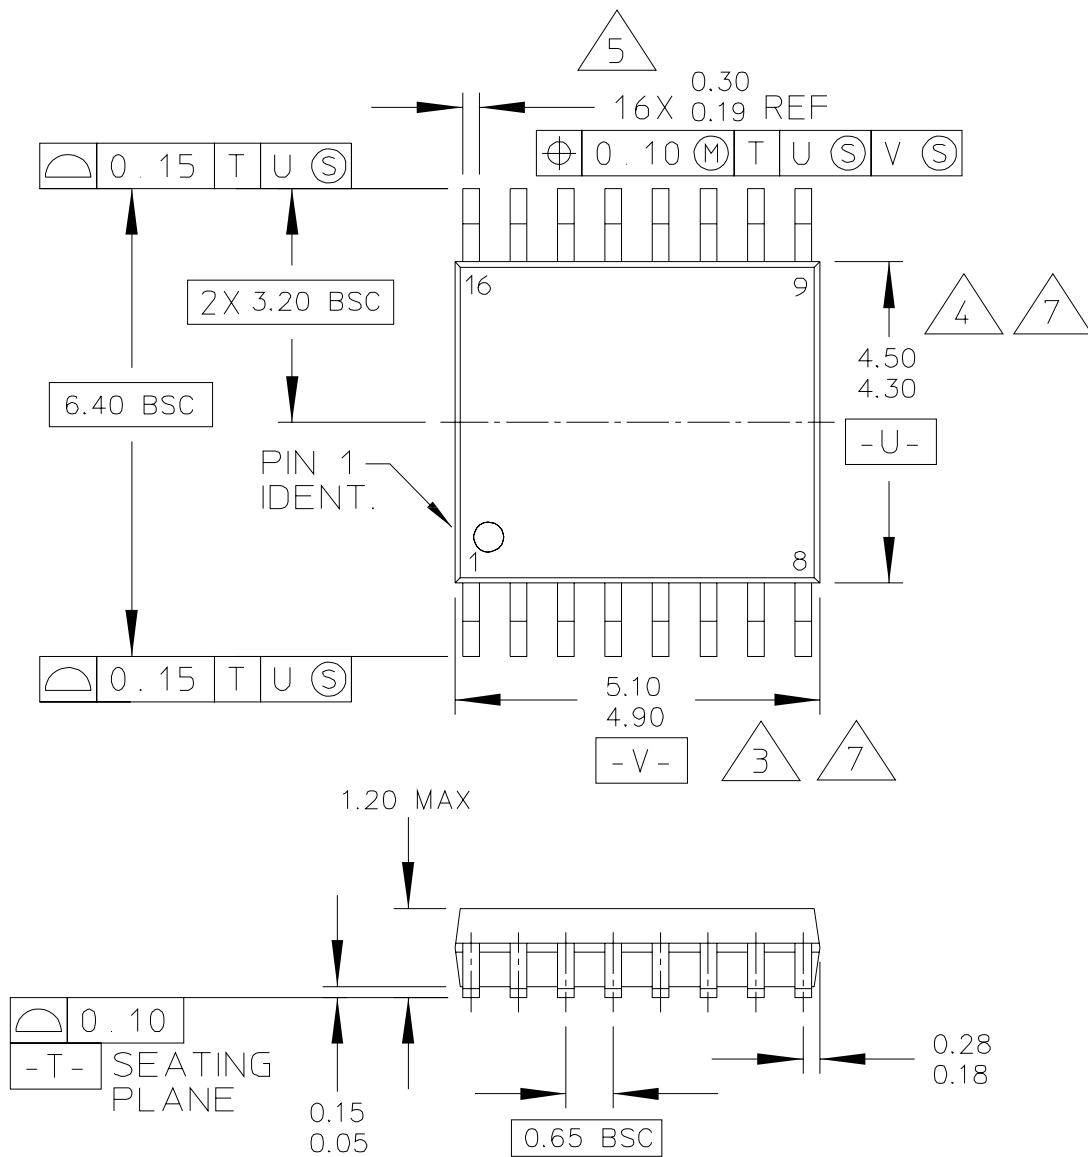 5
0.30
16X 0.19 REF
0.15 T U Ⓢ
⌖ 0.10 Ⓜ T U Ⓢ V Ⓢ
16 9
2X 3.20 BSC
4 7
4.50
4.30
6.40 BSC
-U-
PIN 1
IDENT.
1 8
0.15 T U Ⓢ
5.10
4.90
-V- 3 7
1.20 MAX
0.10
-T- SEATING
PLANE
0.28
0.18
0.15
0.05
0.65 BSC